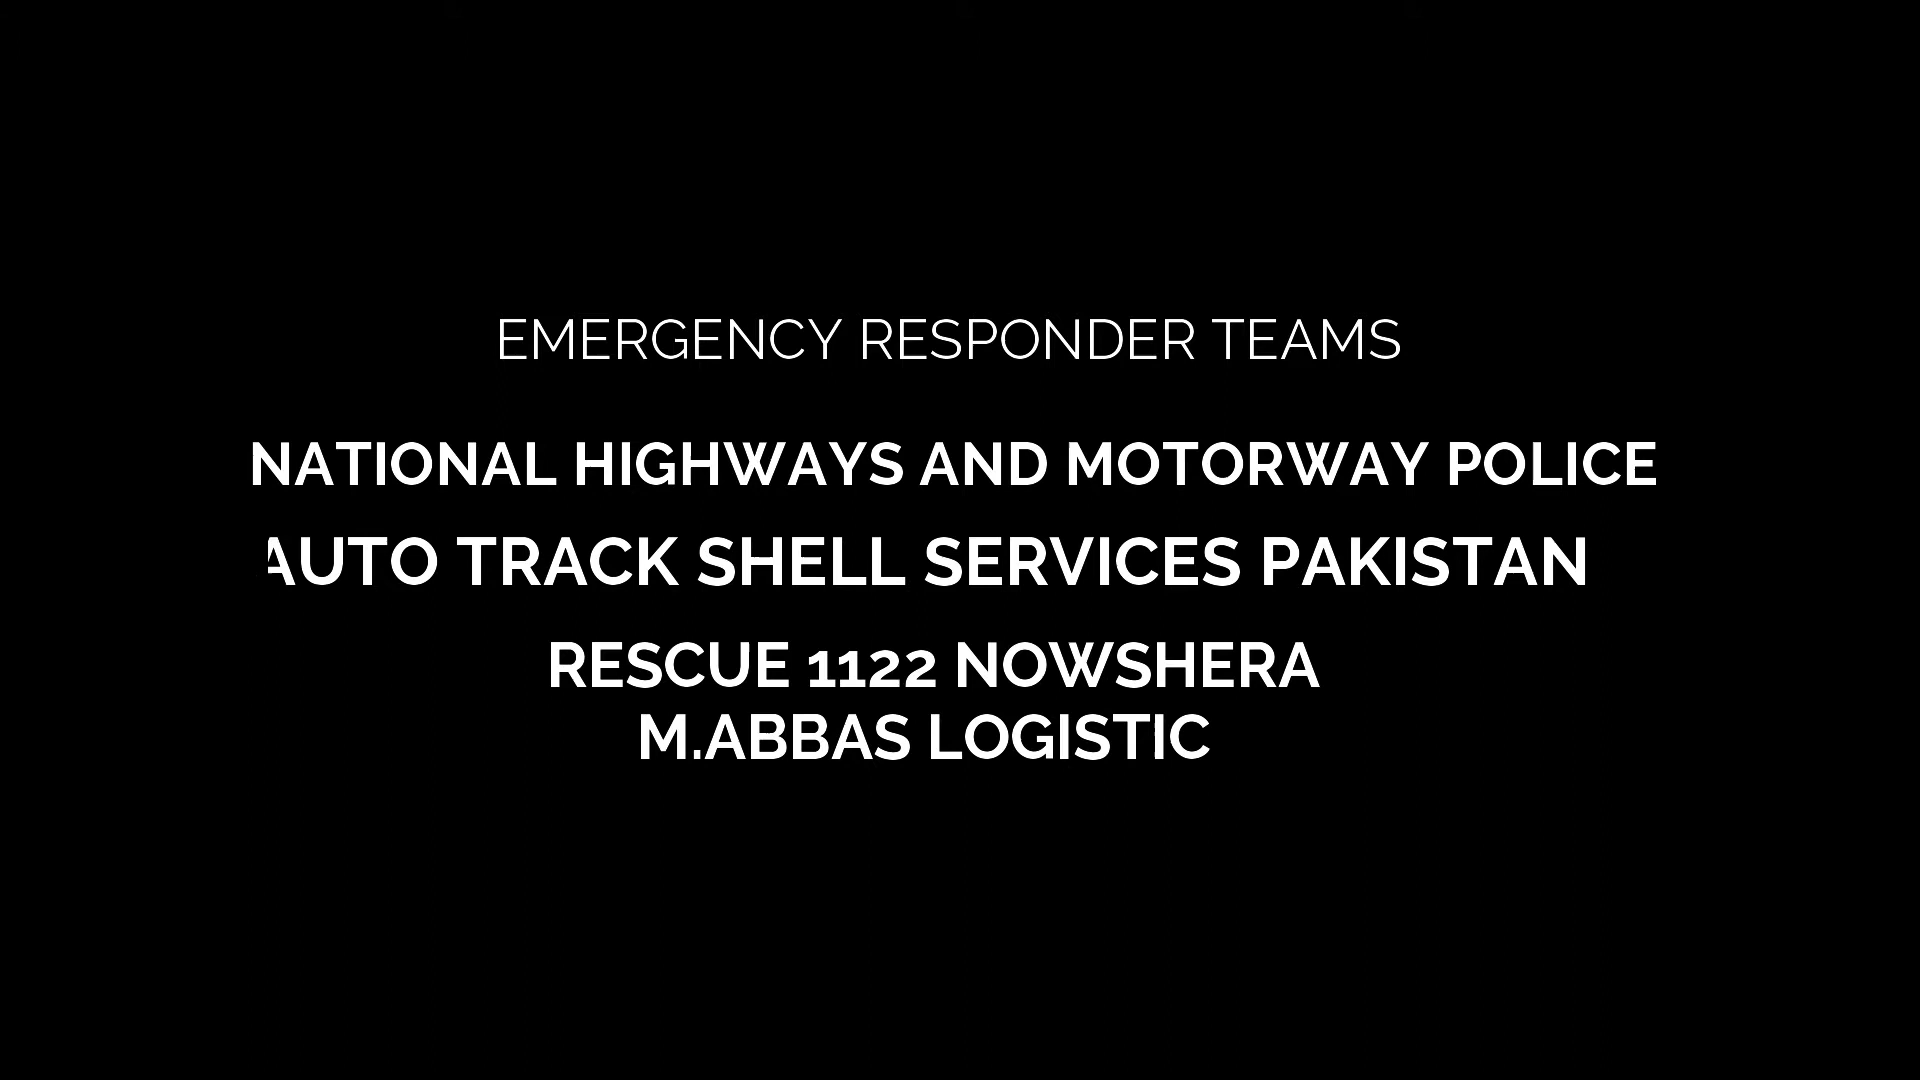 EMERGENCY RESPONDER TEAMS
NATIONAL HIGHWAYS AND MOTORWAY POLICE
AUTO TRACK SHELL SERVICES PAKISTAN
RESCUE 1122 NOWSHERA
M.ABBAS LOGISTIC